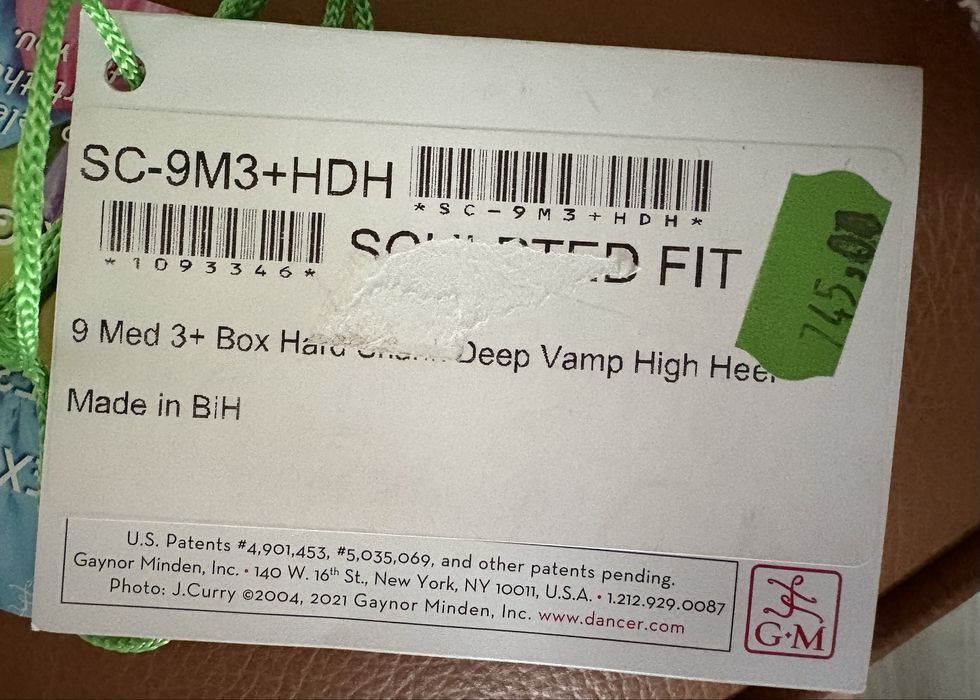 SC-9M3+HDH
*SC-9M3+HDH*
*1093346*
SCULPTED FIT
745,00
9 Med 3+ Box Hard Deep Vamp High Heel
Made in BiH
U.S. Patents #4,901,453, #5,035,069, and other patents pending.
Gaynor Minden, Inc. • 140 W. 16th St., New York, NY 10011, U.S.A. • 1.212.929.0087
Photo: J.Curry ©2004, 2021 Gaynor Minden, Inc. www.dancer.com
G•M